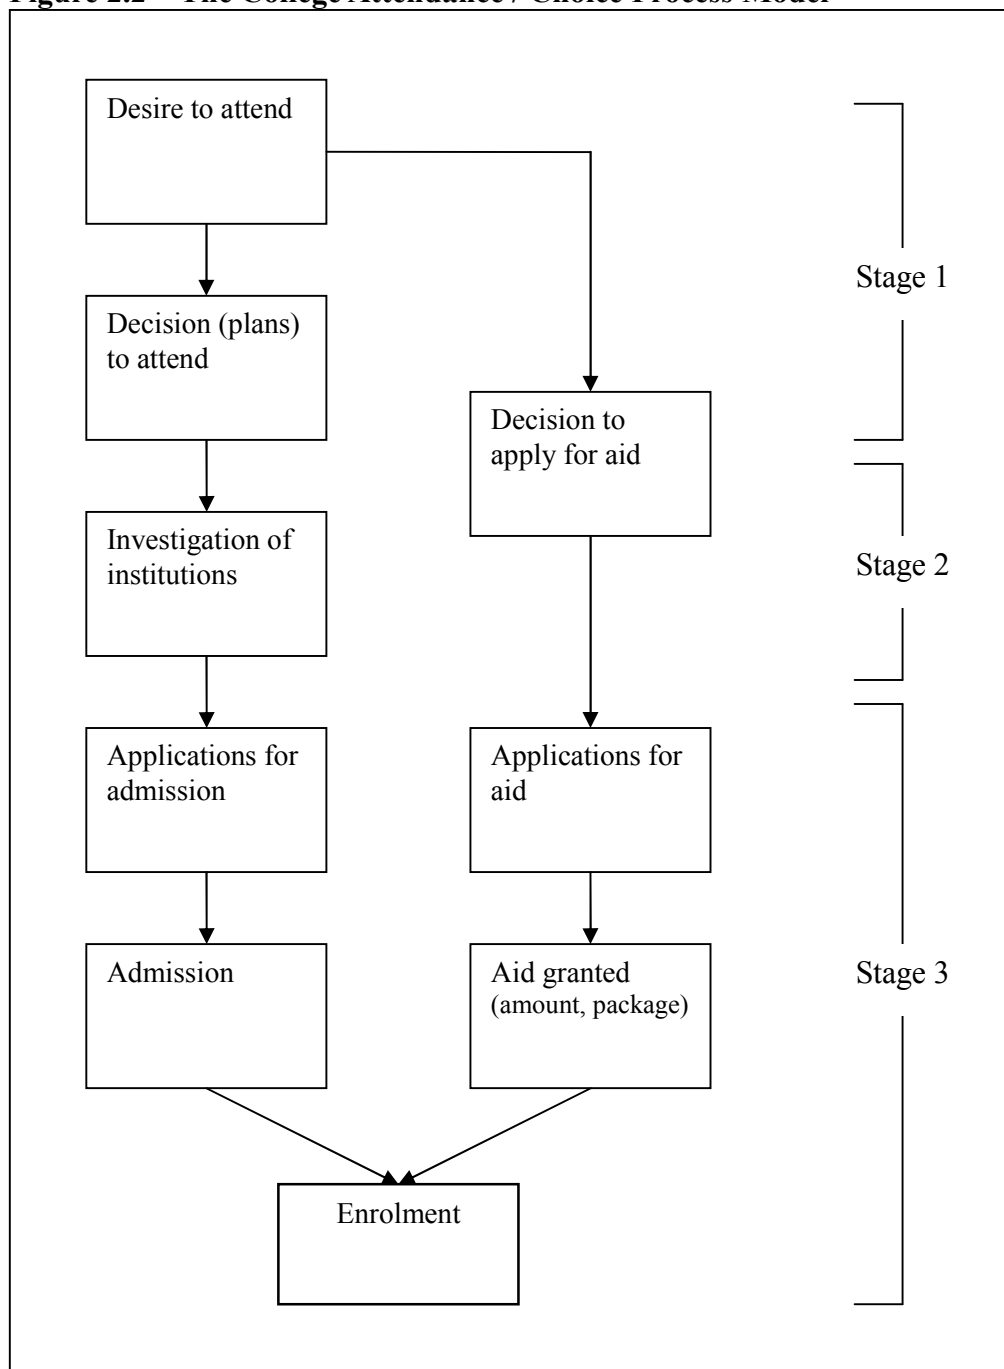 Figure 2.2 The College Attendance / Choice Process Model
Desire to attend
Stage 1
Decision (plans)
to attend
Decision to
apply for aid
Investigation of
institutions
Stage 2
Applications for
admission
Applications for
aid
Admission
Aid granted
(amount, package)
Stage 3
Enrolment